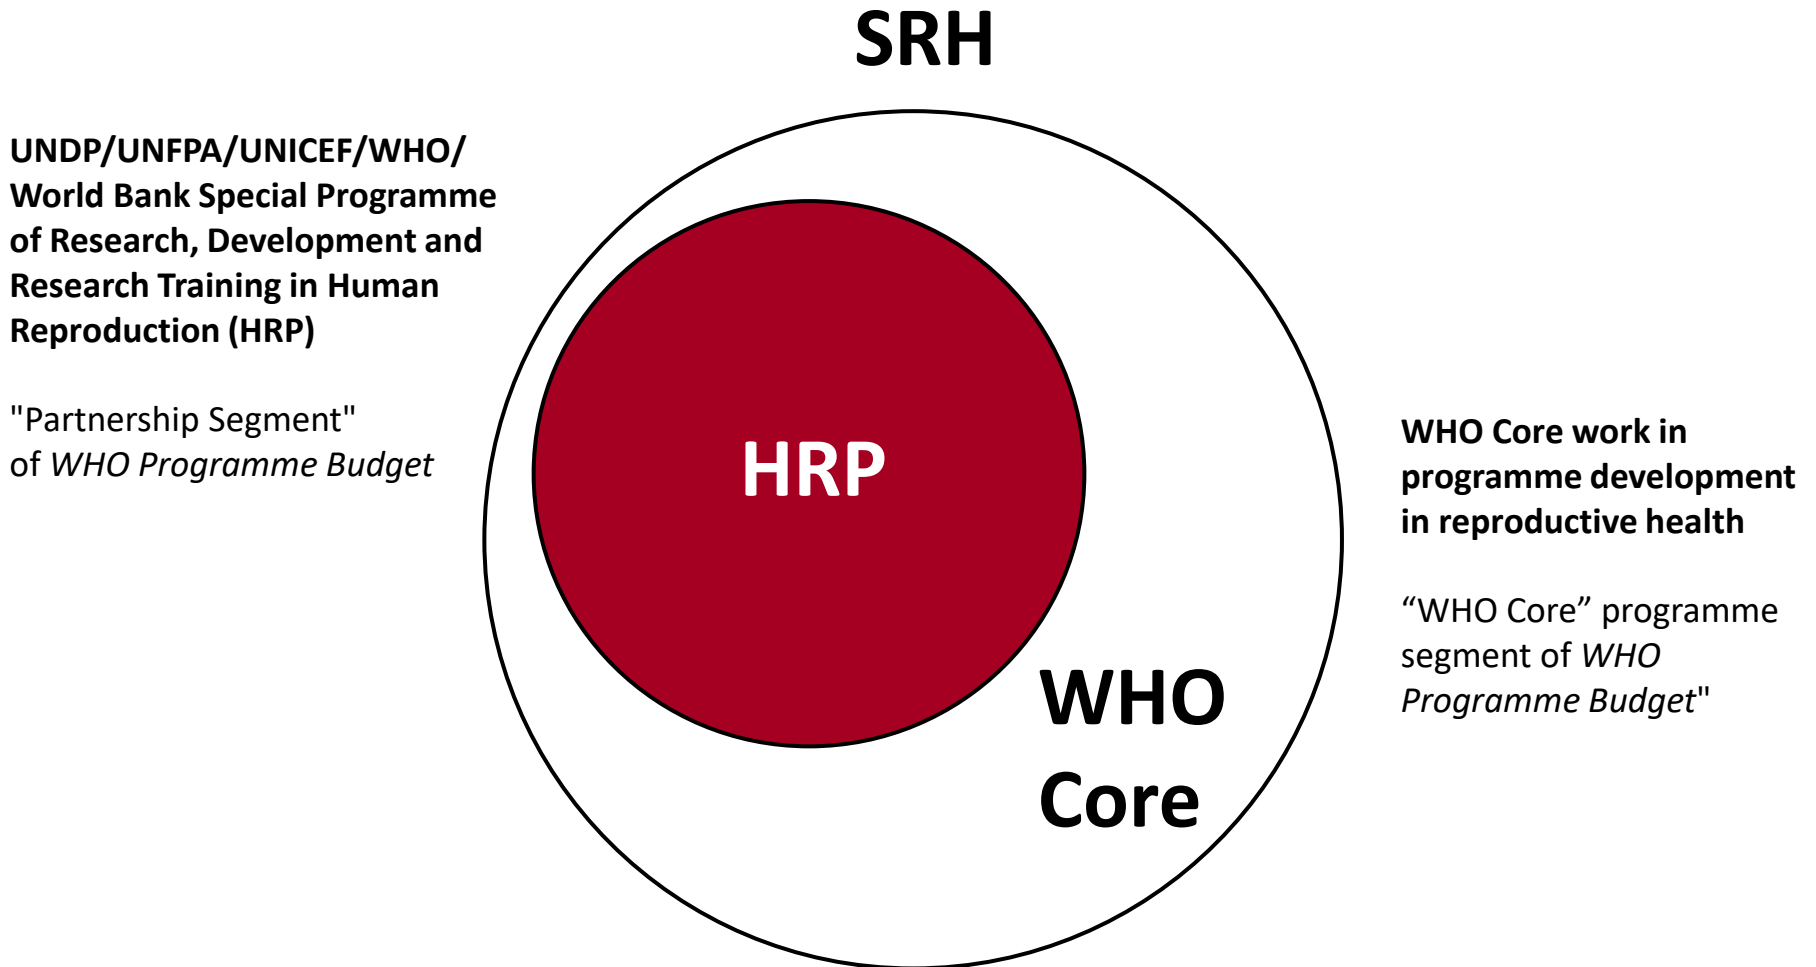 SRH
UNDP/UNFPA/UNICEF/WHO/
World Bank Special Programme
of Research, Development and
Research Training in Human
Reproduction (HRP)
"Partnership Segment"
of WHO Programme Budget
HRP
WHO
Core
WHO Core work in
programme development
in reproductive health
“WHO Core” programme
segment of WHO
Programme Budget"